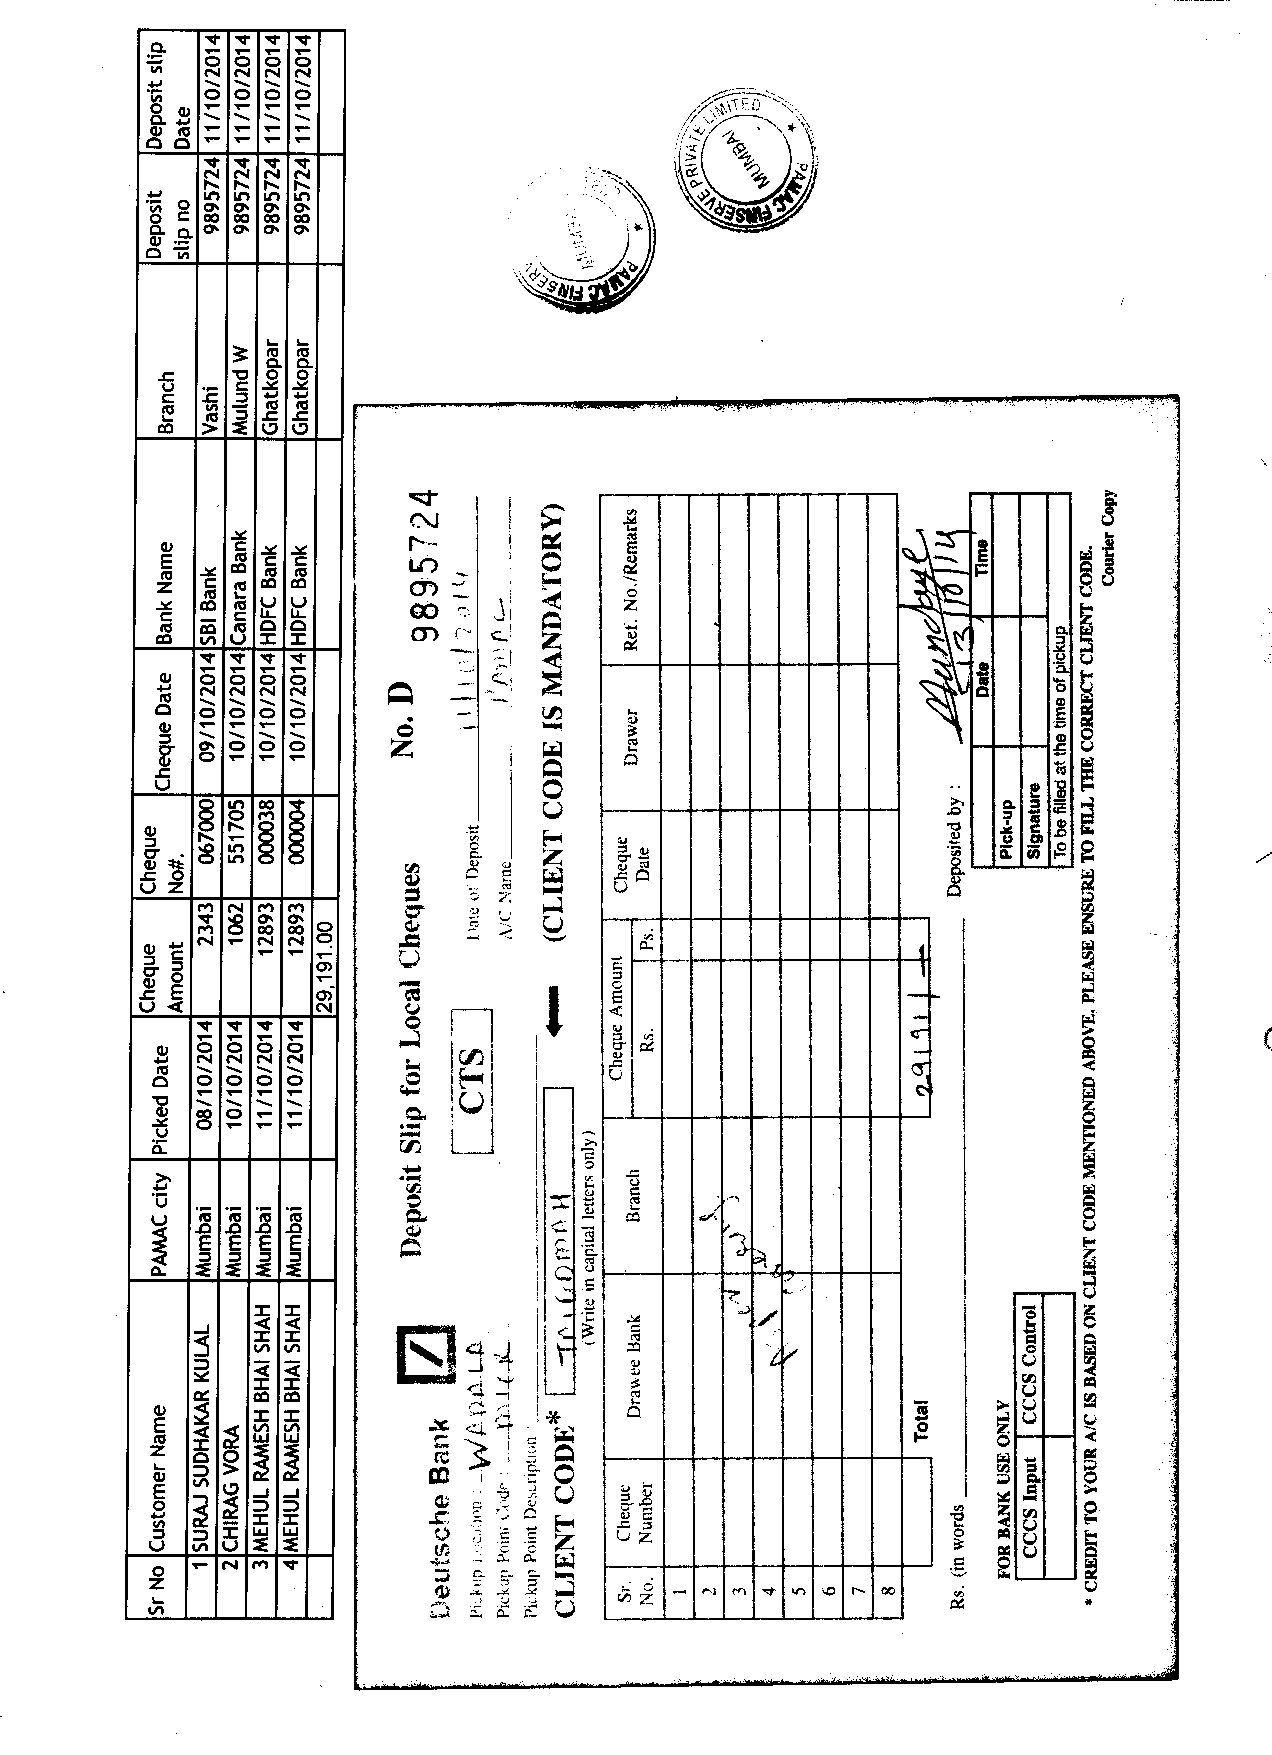 Sr No Customer Name PAMAC city Picked Date Cheque Amount Cheque No#. Cheque Date Bank Name Branch Deposit slip no Deposit slip Date
1 SURAJ SUDHAKAR KULAL Mumbai 08/10/2014 2343 067000 09/10/2014 SBI Bank Vashi 9895724 11/10/2014
2 CHIRAG VORA Mumbai 10/10/2014 1062 551705 10/10/2014 Canara Bank Mulund W 9895724 11/10/2014
3 MEHUL RAMESH BHAI SHAH Mumbai 11/10/2014 12893 000038 10/10/2014 HDFC Bank Ghatkopar 9895724 11/10/2014
4 MEHUL RAMESH BHAI SHAH Mumbai 11/10/2014 12893 000004 10/10/2014 HDFC Bank Ghatkopar 9895724 11/10/2014
29,191.00
Deutsche Bank Deposit Slip for Local Cheques No. D 9895724
Pickup Location : WADALA CTS Date of Deposit 11/10/2014
Pickup Point Code : A/C Name PAMAC
Pickup Point Description
CLIENT CODE* (CLIENT CODE IS MANDATORY)
(Write in capital letters only)
Sr. No. Cheque Number Drawee Bank Branch Cheque Amount Rs. Ps. Cheque Date Drawer Ref. No./Remarks
1
2
3
4
5
6
7
8
Total 29191/-
Rs. (in words Deposited by :
13/10/14
FOR BANK USE ONLY
CCCS Input CCCS Control
Date Time
Pick-up
Signature
To be filled at the time of pickup
* CREDIT TO YOUR A/C IS BASED ON CLIENT CODE MENTIONED ABOVE, PLEASE ENSURE TO FILL THE CORRECT CLIENT CODE.
Courier Copy
PAMAC FINSERV
PAMAC FINSERVE PRIVATE LIMITED
MUMBAI